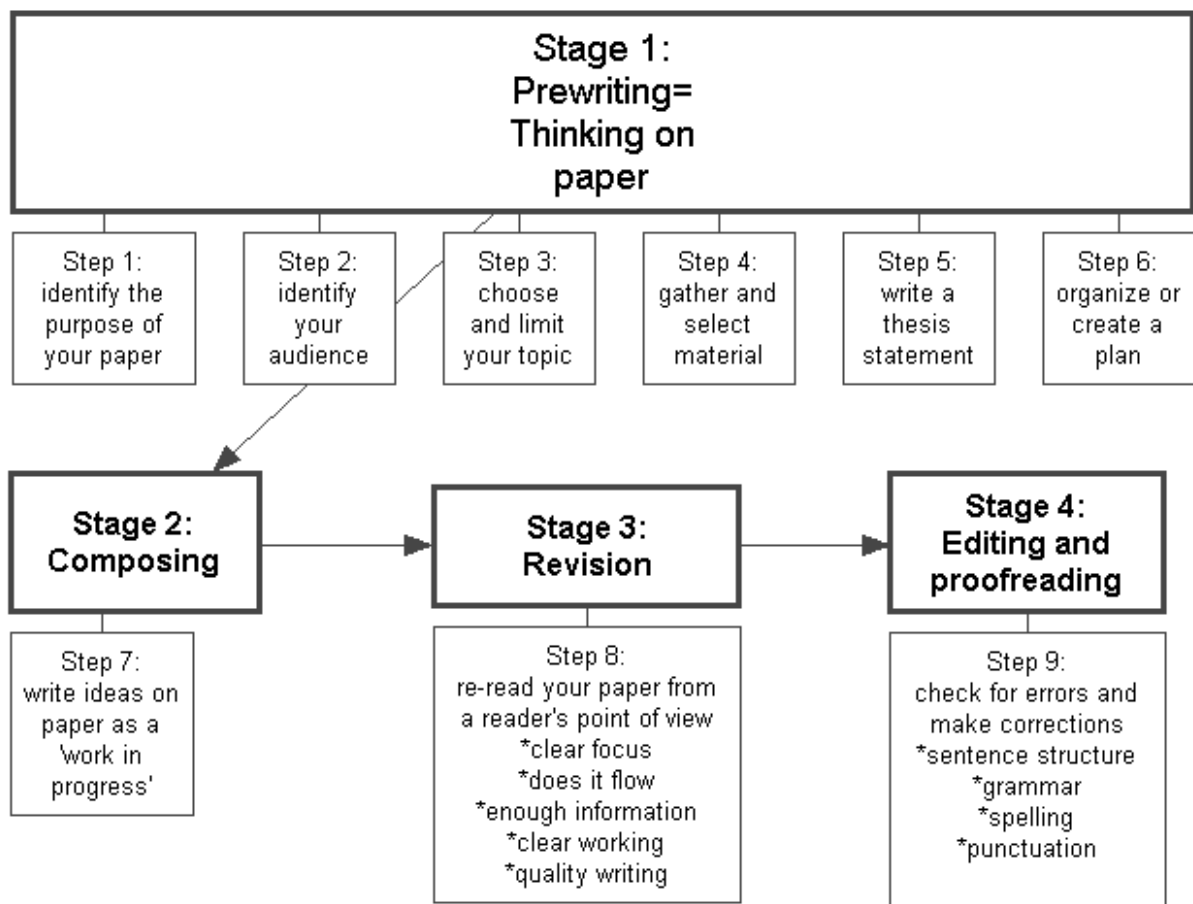 Stage 1:
Prewriting=
Thinking on
paper
Step 1:
identify the
purpose of
your paper
Step 2:
identify
your
audience
Step 3:
choose
and limit
your topic
Step 4:
gather and
select
material
Step 5:
write a
thesis
statement
Step 6:
organize or
create a
plan
Stage 2:
Composing
Stage 3:
Revision
Stage 4:
Editing and
proofreading
Step 7:
write ideas on
paper as a
'work in
progress'
Step 8:
re-read your paper from
a reader's point of view
*clear focus
*does it flow
*enough information
*clear working
*quality writing
Step 9:
check for errors and
make corrections
*sentence structure
*grammar
*spelling
*punctuation